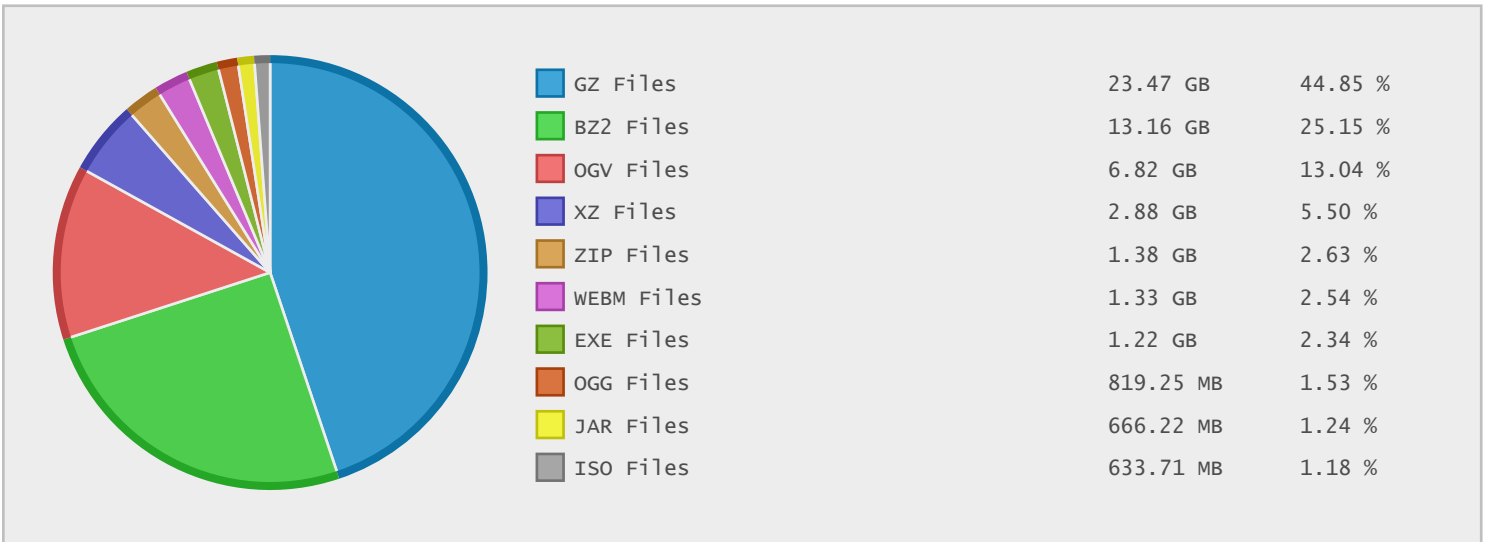 GZ Files 23.47 GB 44.85 %
BZ2 Files 13.16 GB 25.15 %
OGV Files 6.82 GB 13.04 %
XZ Files 2.88 GB 5.50 %
ZIP Files 1.38 GB 2.63 %
WEBM Files 1.33 GB 2.54 %
EXE Files 1.22 GB 2.34 %
OGG Files 819.25 MB 1.53 %
JAR Files 666.22 MB 1.24 %
ISO Files 633.71 MB 1.18 %